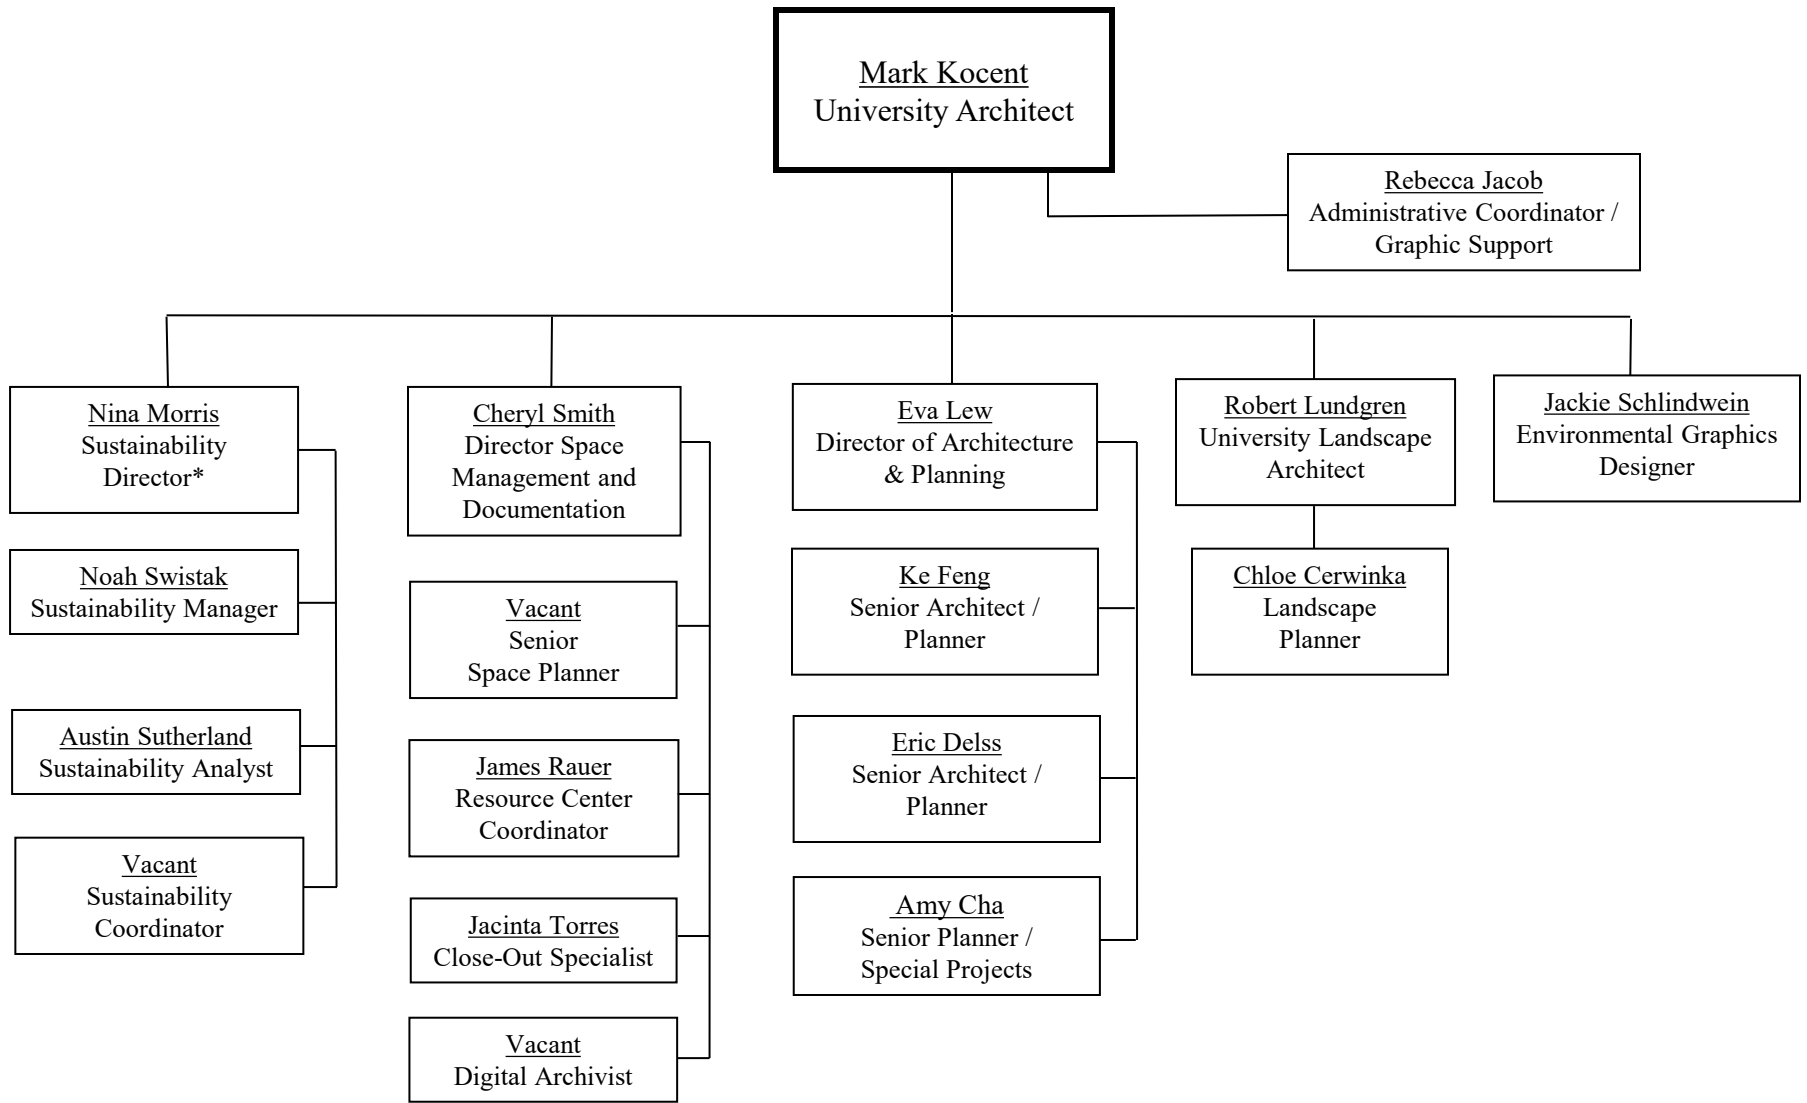 Mark Kocent
University Architect
Rebecca Jacob
Administrative Coordinator /
Graphic Support
Nina Morris
Sustainability
Director*
Noah Swistak
Sustainability Manager
Austin Sutherland
Sustainability Analyst
Vacant
Sustainability
Coordinator
Cheryl Smith
Director Space
Management and
Documentation
Vacant
Senior
Space Planner
James Rauer
Resource Center
Coordinator
Jacinta Torres
Close-Out Specialist
Vacant
Digital Archivist
Eva Lew
Director of Architecture
& Planning
Ke Feng
Senior Architect /
Planner
Eric Delss
Senior Architect /
Planner
Amy Cha
Senior Planner /
Special Projects
Robert Lundgren
University Landscape
Architect
Chloe Cerwinka
Landscape
Planner
Jackie Schlindwein
Environmental Graphics
Designer